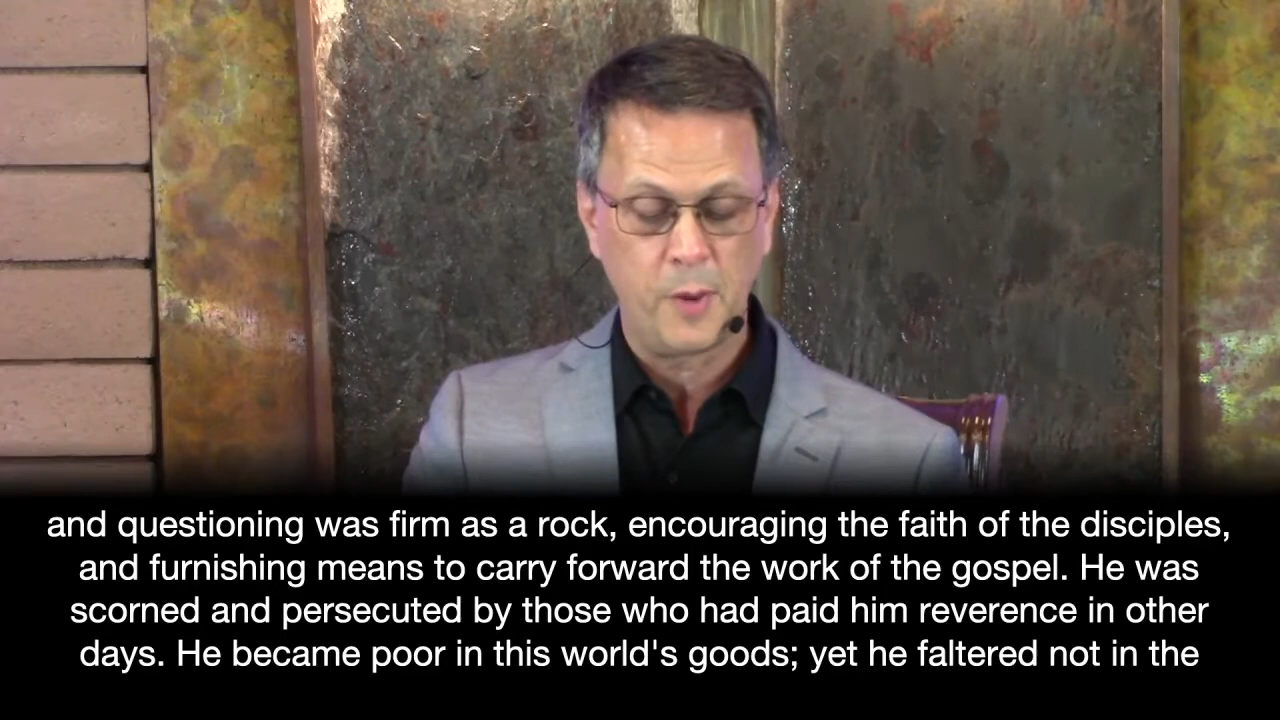 and questioning was firm as a rock, encouraging the faith of the disciples,
and furnishing means to carry forward the work of the gospel. He was
scorned and persecuted by those who had paid him reverence in other
days. He became poor in this world's goods; yet he faltered not in the